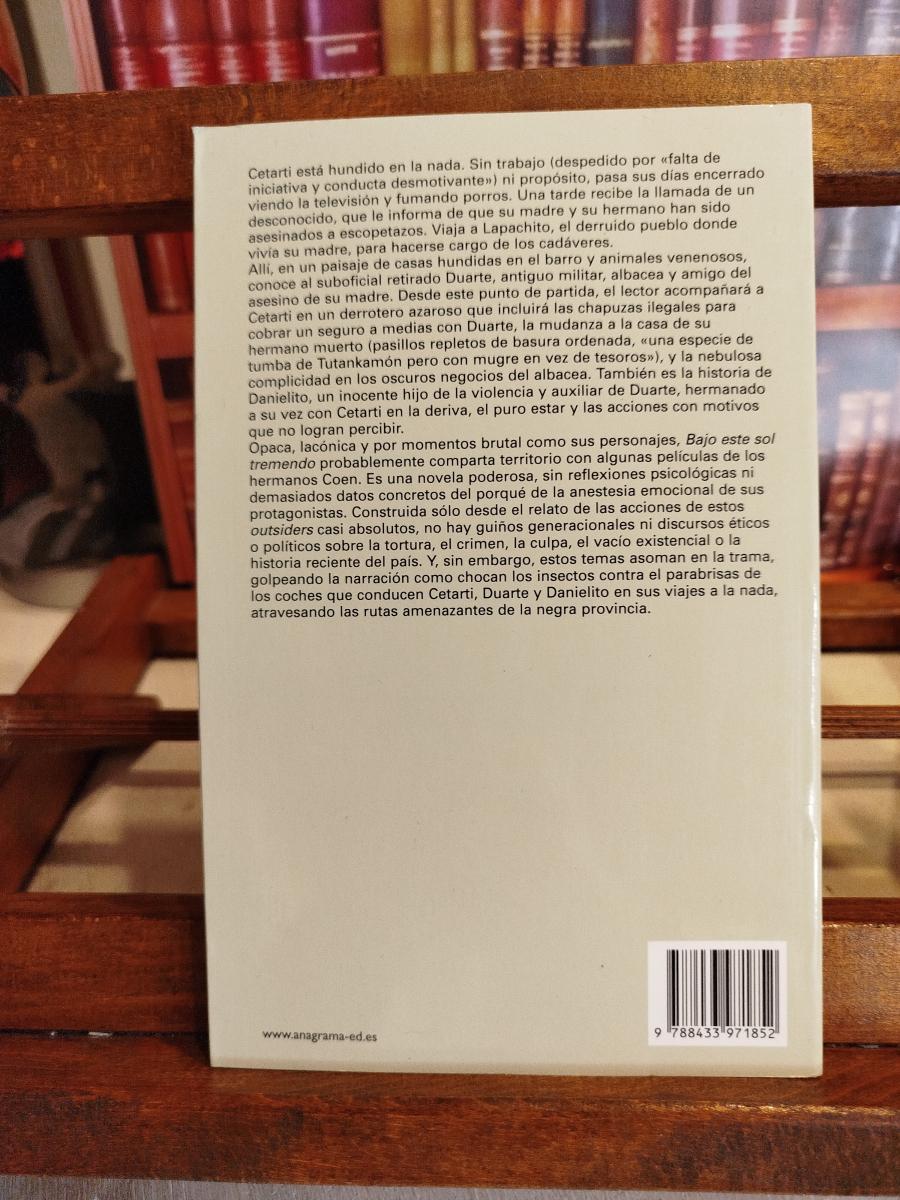 Cetarti está hundido en la nada. Sin trabajo (despedido por «falta de
iniciativa y conducta desmotivante») ni propósito, pasa sus días encerrado
viendo la televisión y fumando porros. Una tarde recibe la llamada de un
desconocido, que le informa de que su madre y su hermano han sido
asesinados a escopetazos. Viaja a Lapachito, el derruido pueblo donde
vivía su madre, para hacerse cargo de los cadáveres.
Allí, en un paisaje de casas hundidas en el barro y animales venenosos,
conoce al suboficial retirado Duarte, antiguo militar, albacea y amigo del
asesino de su madre. Desde este punto de partida, el lector acompañará a
Cetarti en un derrotero azaroso que incluirá las chapuzas ilegales para
cobrar un seguro a medias con Duarte, la mudanza a la casa de su
hermano muerto (pasillos repletos de basura ordenada, «una especie de
tumba de Tutankamón pero con mugre en vez de tesoros»), y la nebulosa
complicidad en los oscuros negocios del albacea. También es la historia de
Danielito, un inocente hijo de la violencia y auxiliar de Duarte, hermanado
a su vez con Cetarti en la deriva, el puro estar y las acciones con motivos
que no logran percibir.
Opaca, lacónica y por momentos brutal como sus personajes, Bajo este sol
tremendo probablemente comparta territorio con algunas películas de los
hermanos Coen. Es una novela poderosa, sin reflexiones psicológicas ni
demasiados datos concretos del porqué de la anestesia emocional de sus
protagonistas. Construida sólo desde el relato de las acciones de estos
outsiders casi absolutos, no hay guiños generacionales ni discursos éticos
o políticos sobre la tortura, el crimen, la culpa, el vacío existencial o la
historia reciente del país. Y, sin embargo, estos temas asoman en la trama,
golpeando la narración como chocan los insectos contra el parabrisas de
los coches que conducen Cetarti, Duarte y Danielito en sus viajes a la nada,
atravesando las rutas amenazantes de la negra provincia.
www.anagrama-ed.es
9 788433 971852